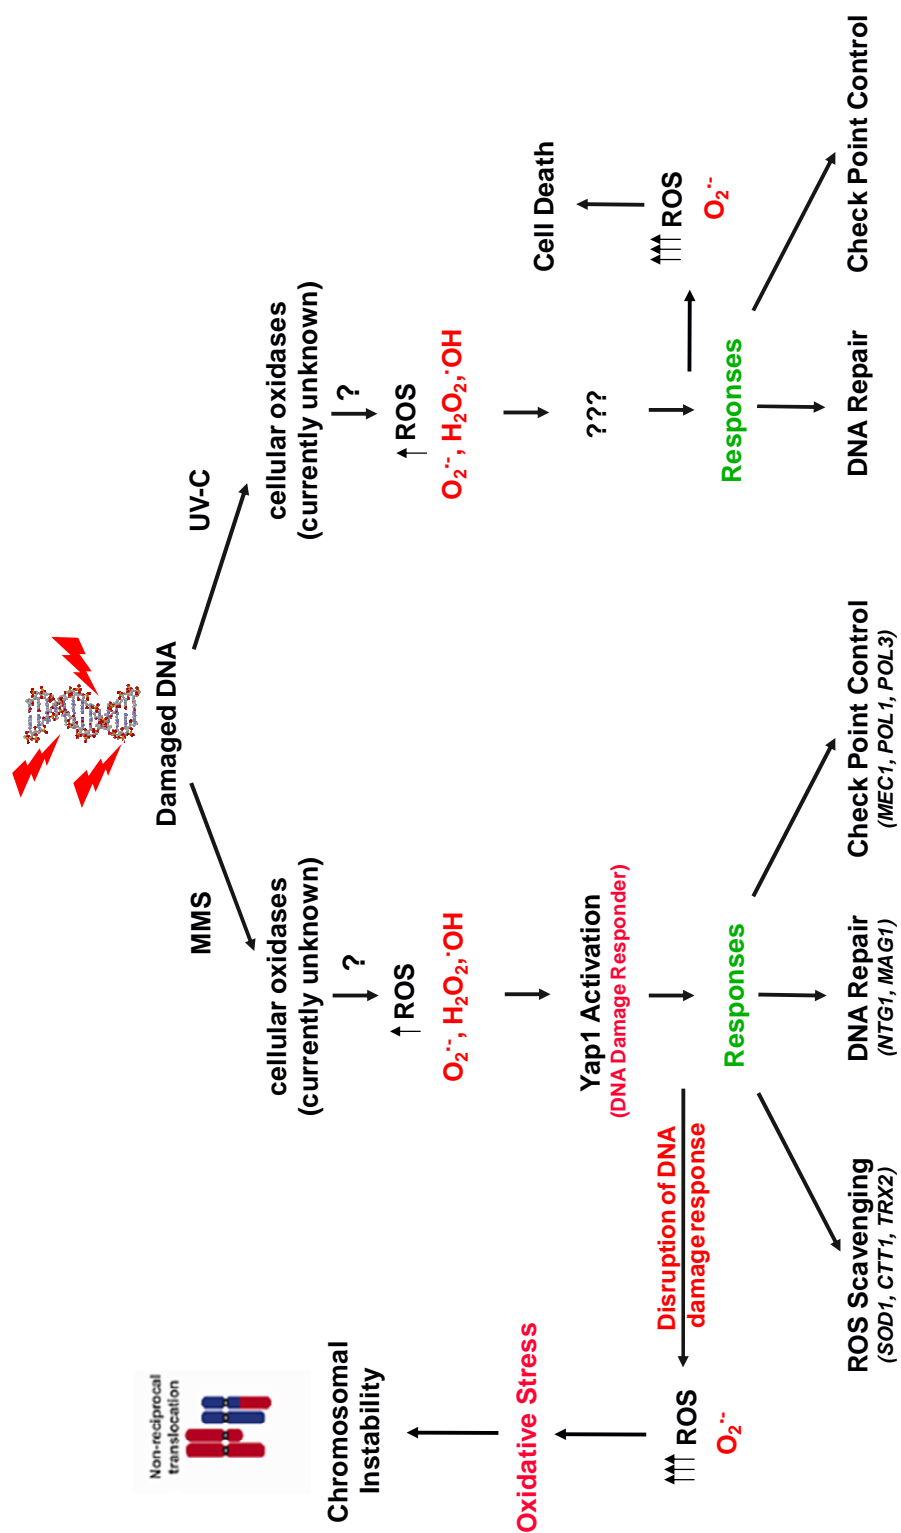 Damaged DNA
MMS
UV-C
cellular oxidases
(currently unknown)
?
ROS
O₂·-, H₂O₂, ·OH
Yap1 Activation
(DNA Damage Responder)
Responses
Disruption of DNA
damage response
ROS
O₂·-
Oxidative Stress
Chromosomal
Instability
Non-reciprocal
translocation
ROS Scavenging
(SOD1, CTT1, TRX2)
DNA Repair
(NTG1, MAG1)
Check Point Control
(MEC1, POL1, POL3)
cellular oxidases
(currently unknown)
?
ROS
O₂·-, H₂O₂, ·OH
???
Responses
ROS
O₂·-
Cell Death
DNA Repair
Check Point Control